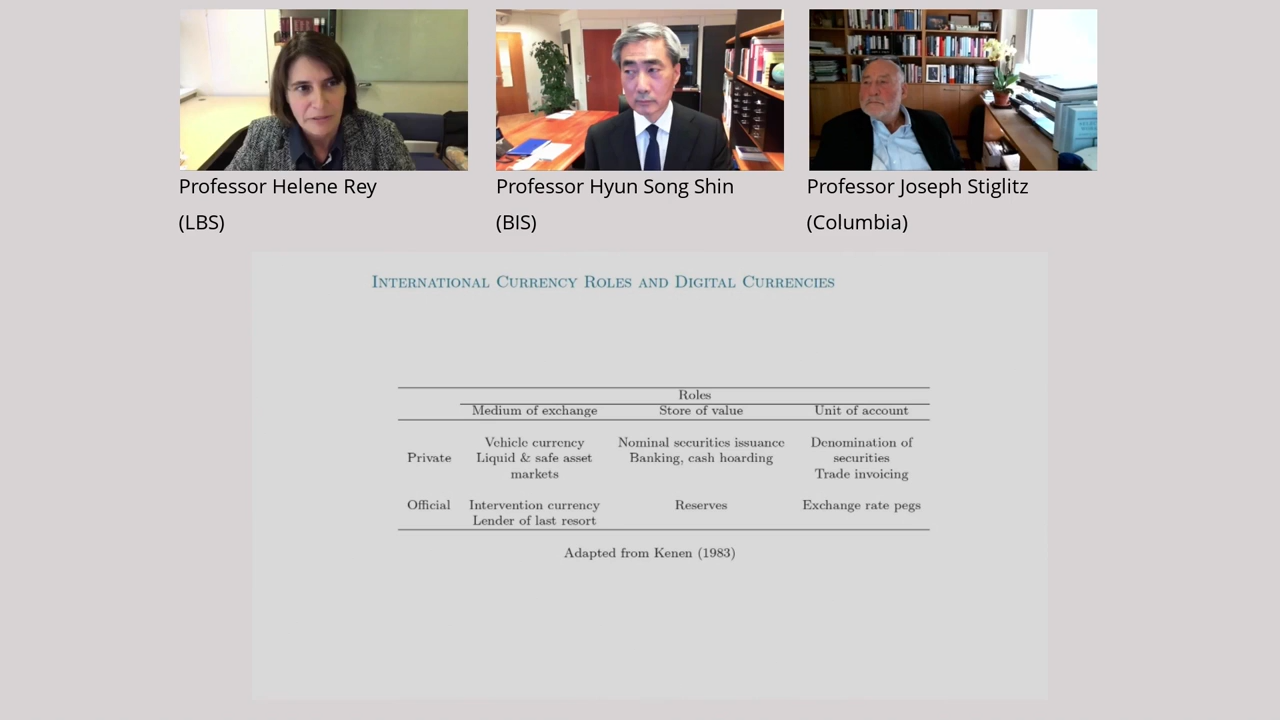 Professor Helene Rey
(LBS)
Professor Hyun Song Shin
(BIS)
Professor Joseph Stiglitz
(Columbia)
International Currency Roles and Digital Currencies
Roles
Medium of exchange Store of value Unit of account
Vehicle currency Nominal securities issuance Denomination of
Private Liquid & safe asset Banking, cash hoarding securities
markets Trade invoicing
Official Intervention currency Reserves Exchange rate pegs
Lender of last resort
Adapted from Kenen (1983)